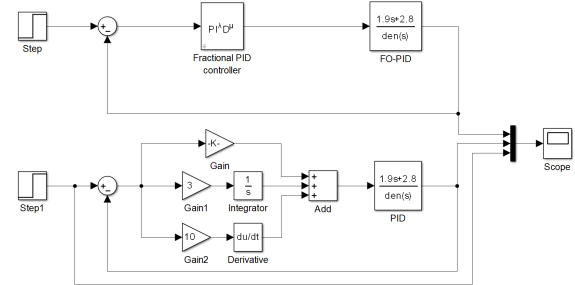 PI^λD^μ
1.9s+2.8
den(s)
Step
Fractional PID
controller
FO-PID
-K-
Gain
Scope
3
1
s
+
+
+
1.9s+2.8
den(s)
Step1
Gain1
Integrator
Add
PID
10
du/dt
Gain2
Derivative